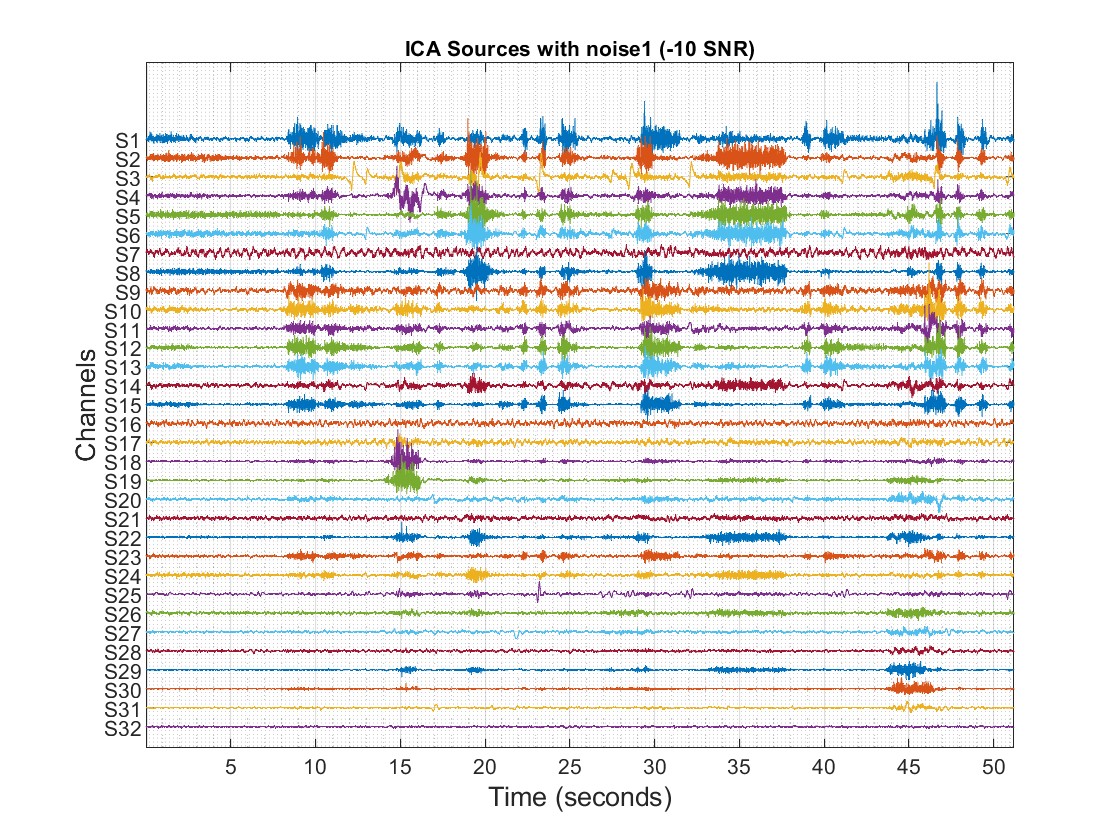 ICA Sources with noise1 (-10 SNR)
S1
S2
S3
S4
S5
S6
S7
S8
S9
S10
S11
S12
S13
S14
S15
S16
S17
S18
S19
S20
S21
S22
S23
S24
S25
S26
S27
S28
S29
S30
S31
S32
Channels
5 10 15 20 25 30 35 40 45 50
Time (seconds)